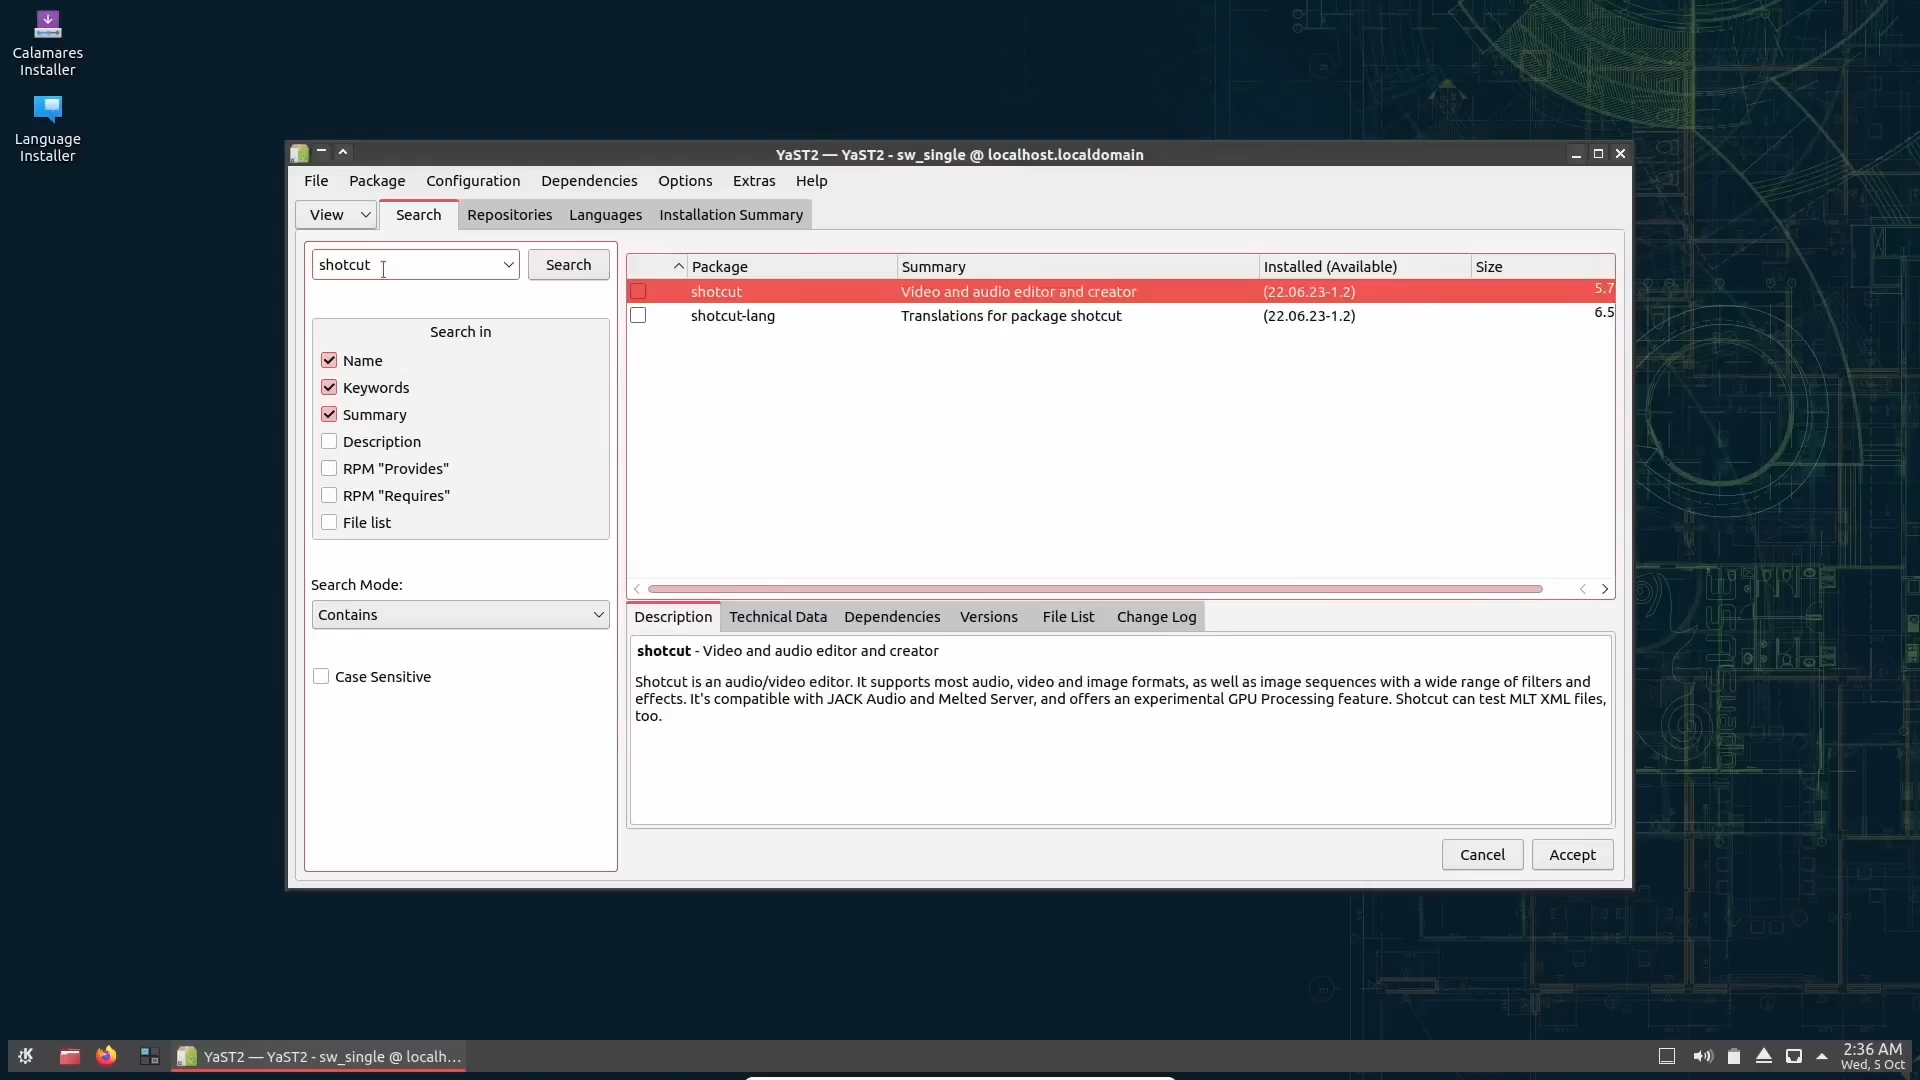 Calamares
Installer
Language
Installer
YaST2 — YaST2 - sw_single @ localhost.localdomain
File Package Configuration Dependencies Options Extras Help
View Search Repositories Languages Installation Summary
shotcut Search
Search in
Name
Keywords
Summary
Description
RPM "Provides"
RPM "Requires"
File list
Search Mode:
Contains
Case Sensitive
Package Summary Installed (Available) Size
shotcut Video and audio editor and creator (22.06.23-1.2) 5.7
shotcut-lang Translations for package shotcut (22.06.23-1.2) 6.5
Description Technical Data Dependencies Versions File List Change Log
shotcut - Video and audio editor and creator
Shotcut is an audio/video editor. It supports most audio, video and image formats, as well as image sequences with a wide range of filters and
effects. It's compatible with JACK Audio and Melted Server, and offers an experimental GPU Processing feature. Shotcut can test MLT XML files,
too.
Cancel Accept
openSUSE
YaST2 — YaST2 - sw_single @ localh...
2:36 AM
Wed, 5 Oct